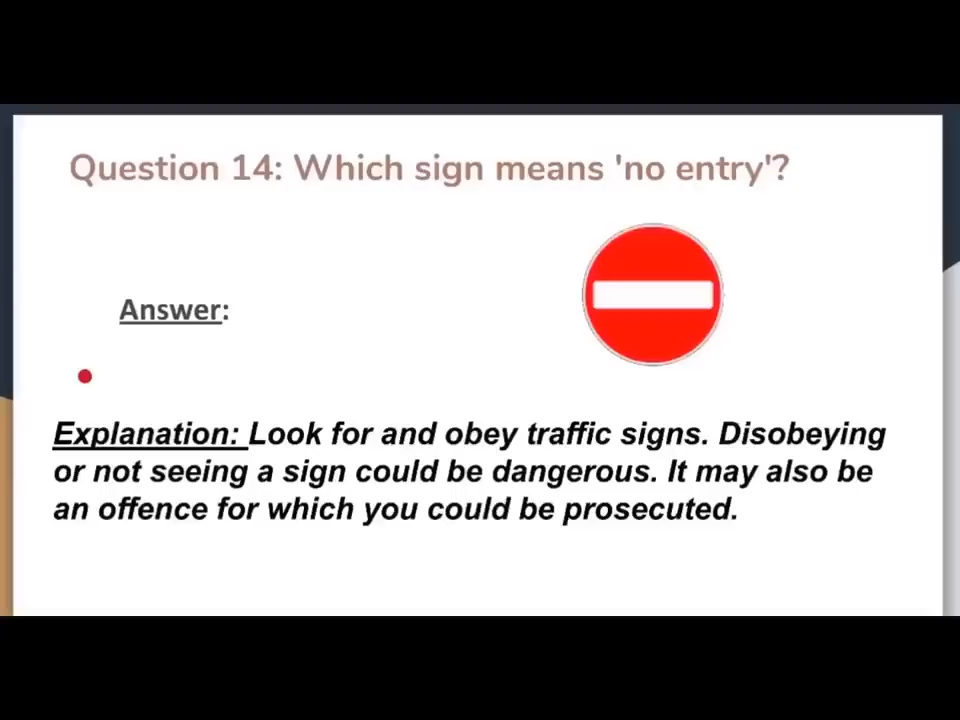 Question 14: Which sign means 'no entry'?
Answer:
Explanation: Look for and obey traffic signs. Disobeying
or not seeing a sign could be dangerous. It may also be
an offence for which you could be prosecuted.